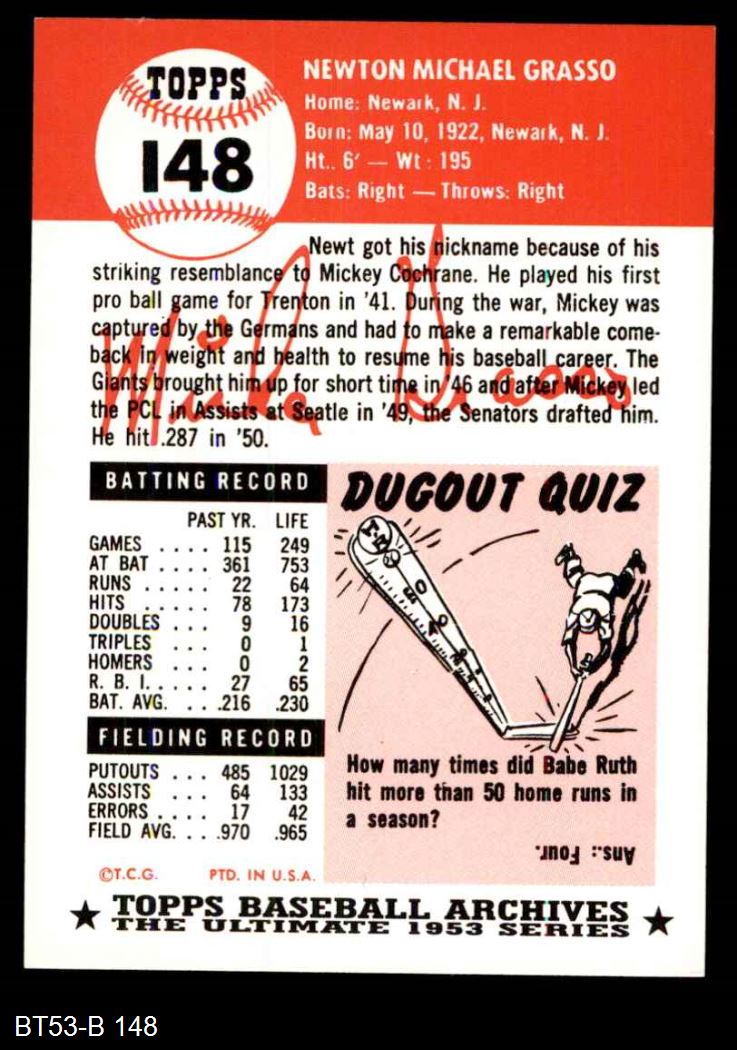 TOPPS
148
NEWTON MICHAEL GRASSO
Home: Newark, N. J.
Born: May 10, 1922, Newark, N. J.
Ht.. 6' — Wt : 195
Bats: Right — Throws: Right
Newt got his nickname because of his
striking resemblance to Mickey Cochrane. He played his first
pro ball game for Trenton in '41. During the war, Mickey was
captured by the Germans and had to make a remarkable come-
back in weight and health to resume his baseball career. The
Giants brought him up for short time in '46 and after Mickey led
the PCL in Assists at Seatle in '49, the Senators drafted him.
He hit .287 in '50.
Mike Grasso
BATTING RECORD
PAST YR. LIFE
GAMES .... 115 249
AT BAT .... 361 753
RUNS .... 22 64
HITS ..... 78 173
DOUBLES ... 9 16
TRIPLES ... 0 1
HOMERS ... 0 2
R. B. I..... 27 65
BAT. AVG. ... .216 .230
FIELDING RECORD
PUTOUTS ... 485 1029
ASSISTS ... 64 133
ERRORS .... 17 42
FIELD AVG. ... .970 .965
©T.C.G. PTD. IN U.S.A.
DUGOUT QUIZ
How many times did Babe Ruth
hit more than 50 home runs in
a season?
Ans.: Four.
★ TOPPS BASEBALL ARCHIVES ★
THE ULTIMATE 1953 SERIES
BT53-B 148